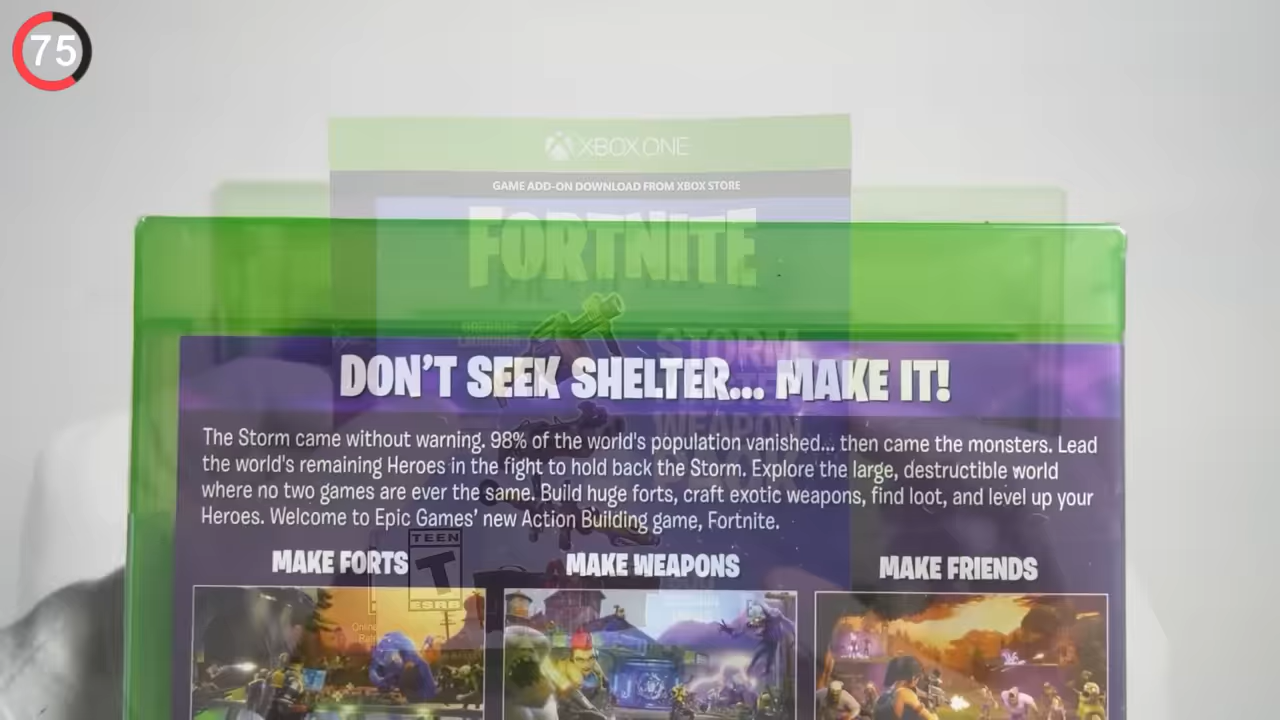 75
XBOX ONE
GAME ADD-ON DOWNLOAD FROM XBOX STORE
FORTNITE
STORM
WEAPON
DON'T SEEK SHELTER... MAKE IT!
The Storm came without warning. 98% of the world's population vanished... then came the monsters. Lead
the world's remaining Heroes in the fight to hold back the Storm. Explore the large, destructible world
where no two games are ever the same. Build huge forts, craft exotic weapons, find loot, and level up your
Heroes. Welcome to Epic Games' new Action Building game, Fortnite.
MAKE FORTS
MAKE WEAPONS
MAKE FRIENDS
TEEN
T
ESRB